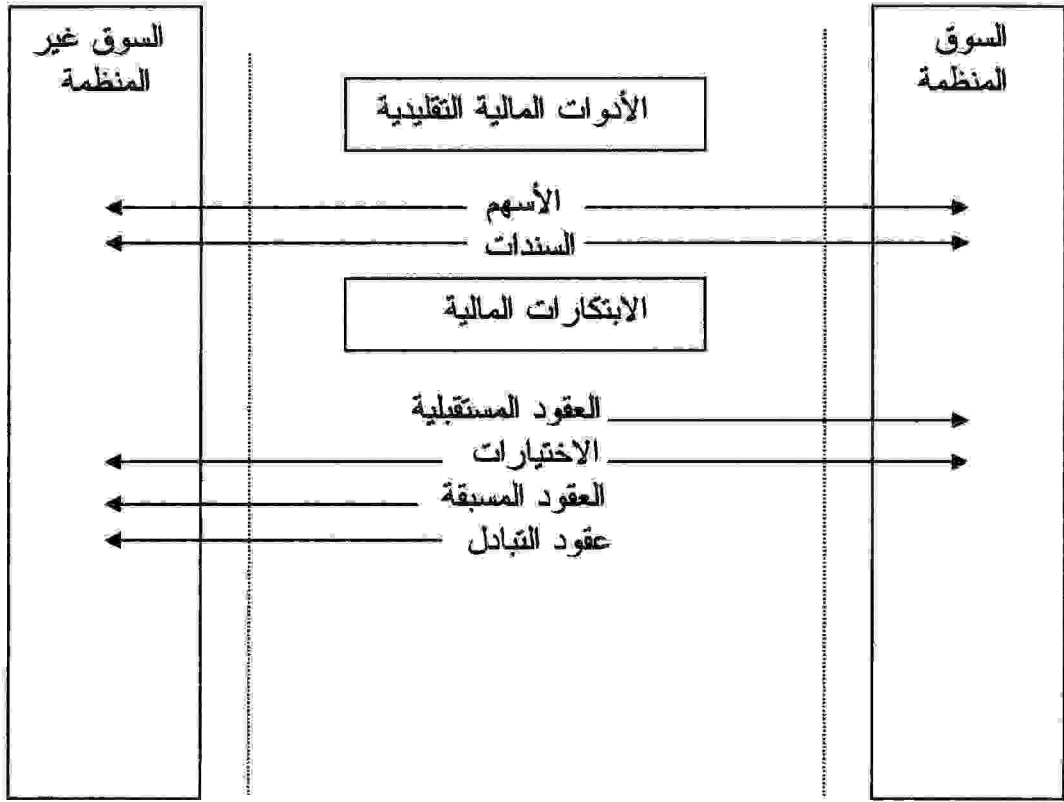 السوق
المنظمة
السوق غير
المنظمة
الأدوات المالية التقليدية
الأسهم
السندات
الابتكارات المالية
العقود المستقبلية
الاختيارات
العقود المسبقة
عقود التبادل